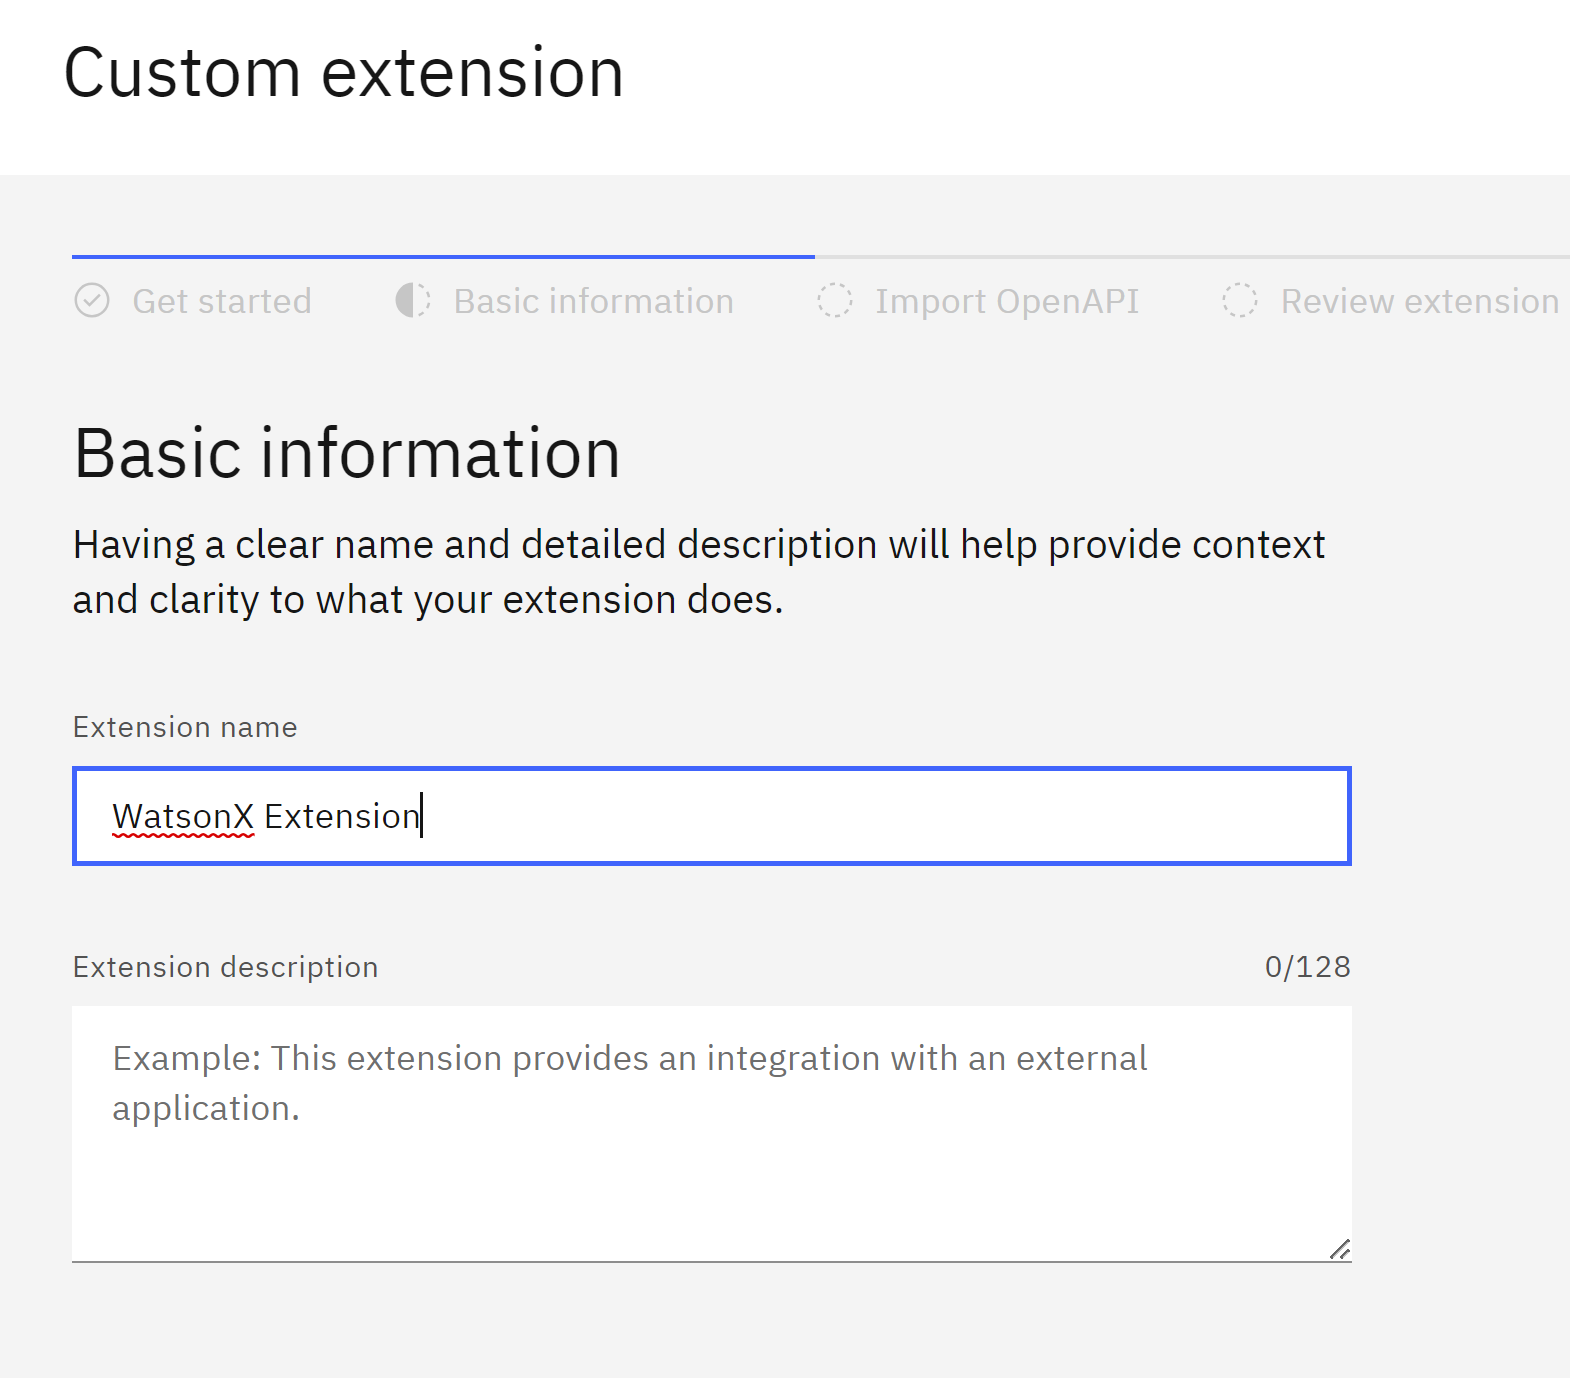 Custom extension
Get started
Basic information
Import OpenAPI
Review extension
Basic information
Having a clear name and detailed description will help provide context
and clarity to what your extension does.
Extension name
WatsonX Extension
Extension description
0/128
Example: This extension provides an integration with an external
application.